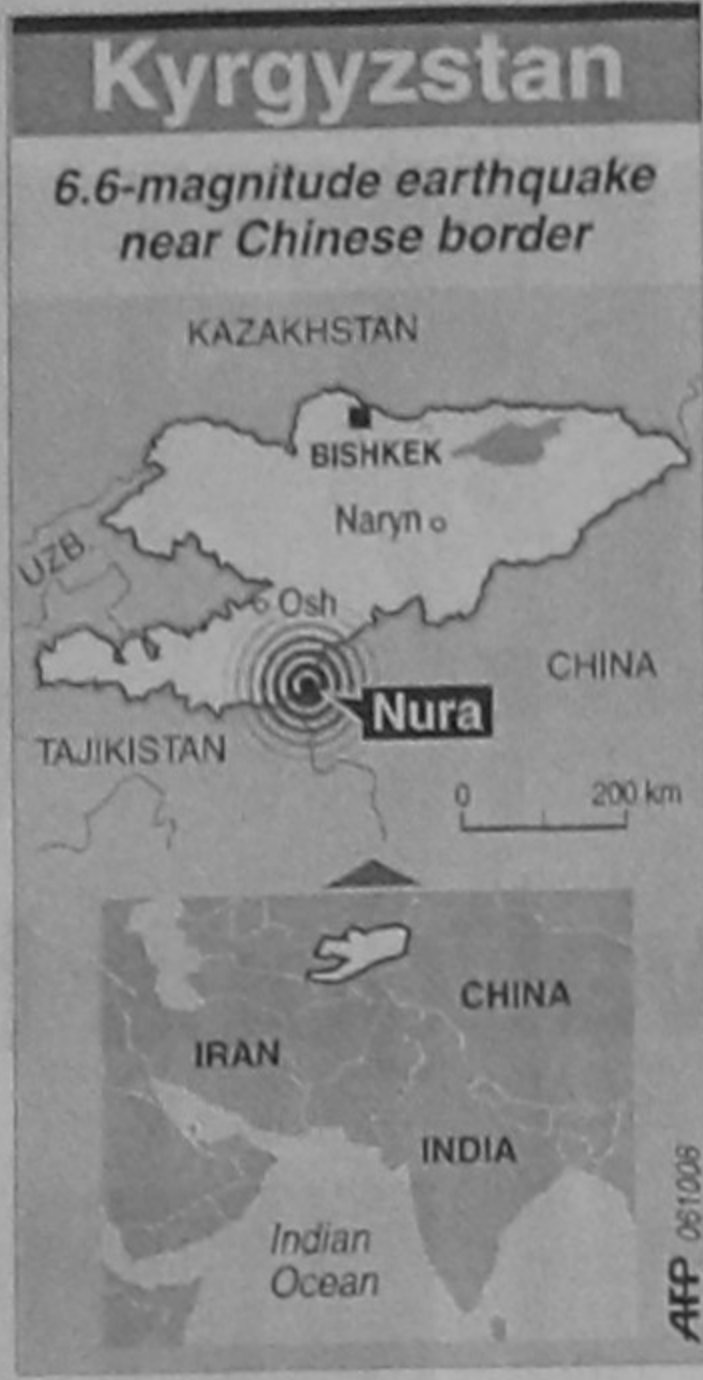 Kyrgyzstan
6.6-magnitude earthquake
near Chinese border
KAZAKHSTAN
BISHKEK
Naryn
UZB.
Osh
CHINA
Nura
TAJIKISTAN
0 200 km
CHINA
IRAN
INDIA
Indian
Ocean
AFP 061008